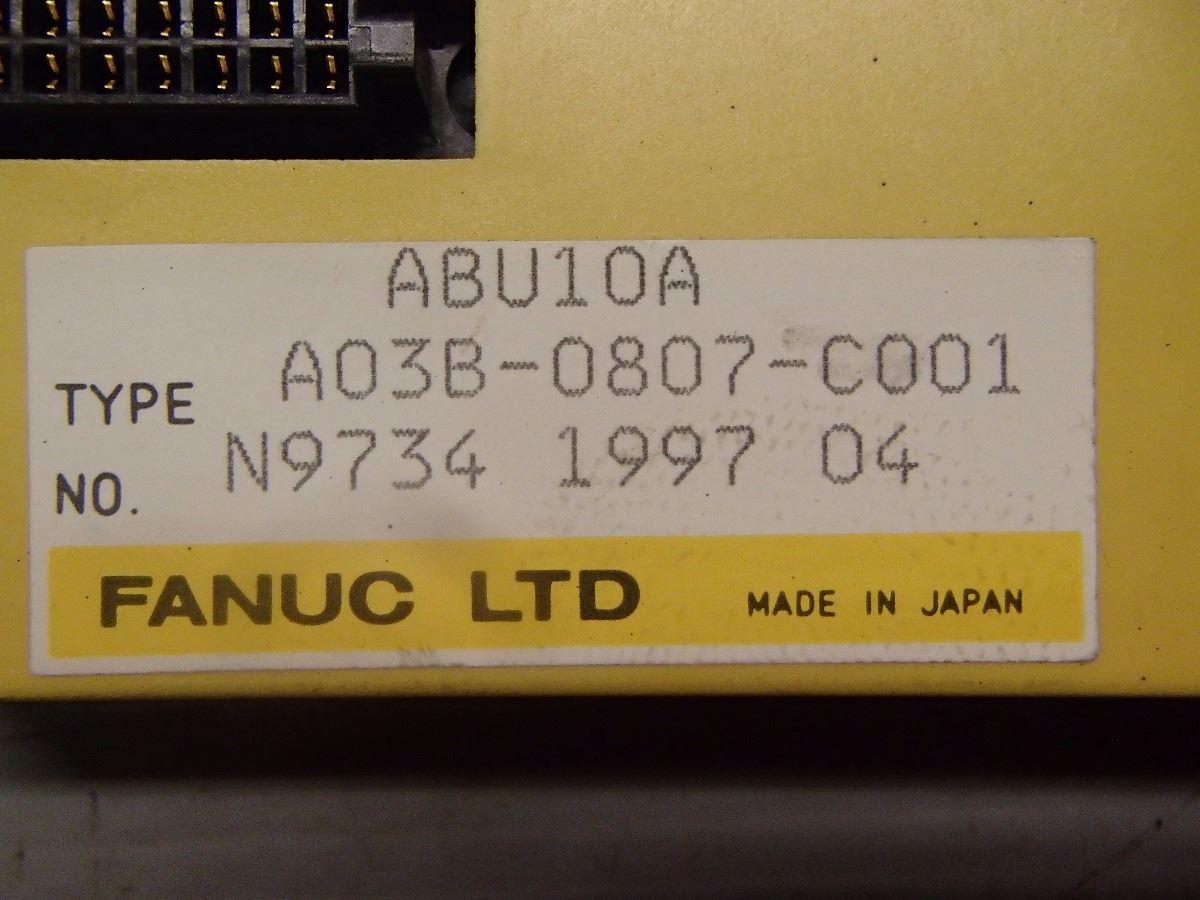 ABU10A
TYPE A03B-0807-C001
NO. N9734 1997 04
FANUC LTD MADE IN JAPAN